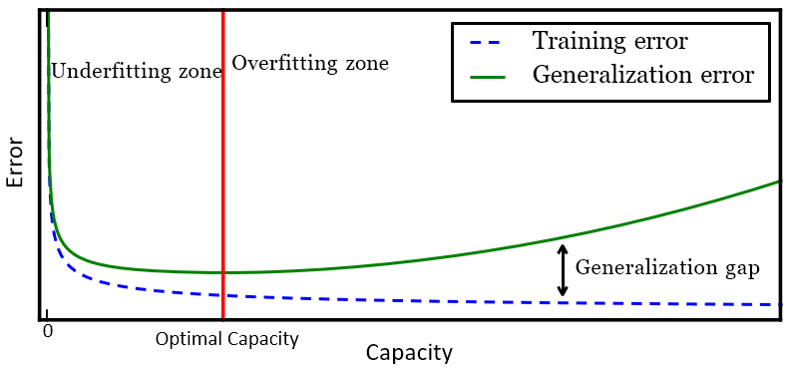 Training error
Generalization error
Underfitting zone
Overfitting zone
Error
Generalization gap
0
Optimal Capacity
Capacity